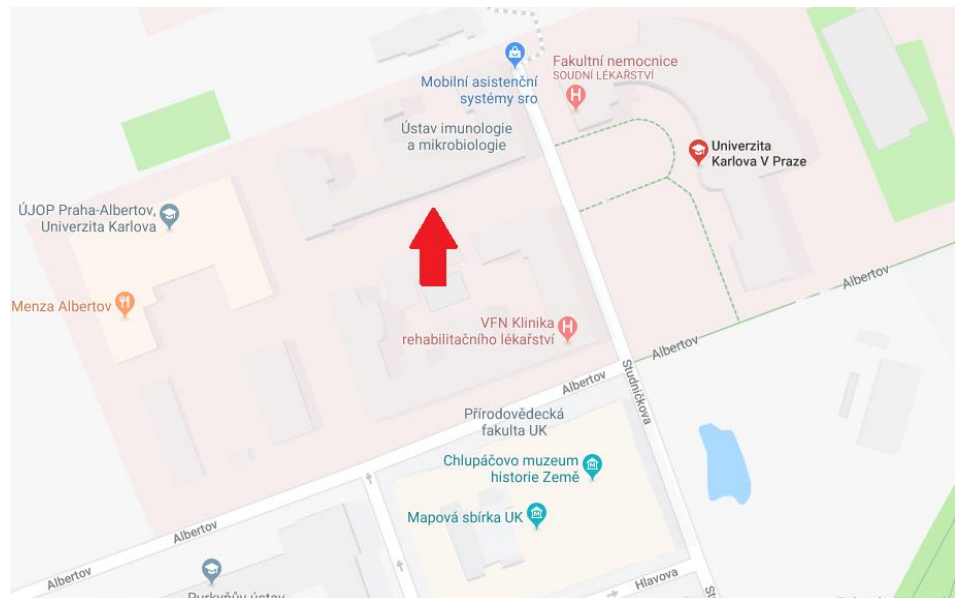 Mobilní asistenční
systémy sro
Fakultní nemocnice
SOUDNÍ LÉKAŘSTVÍ
Ústav imunologie
a mikrobiologie
Univerzita
Karlova V Praze
ÚJOP Praha-Albertov,
Univerzita Karlova
Menza Albertov
VFN Klinika
rehabilitačního lékařství
Albertov
Albertov
Albertov
Studničkova
Přírodovědecká
fakulta UK
Chlupáčovo muzeum
historie Země
Mapová sbírka UK
Albertov
Albertov
Hlavova
Purkyňův ústav